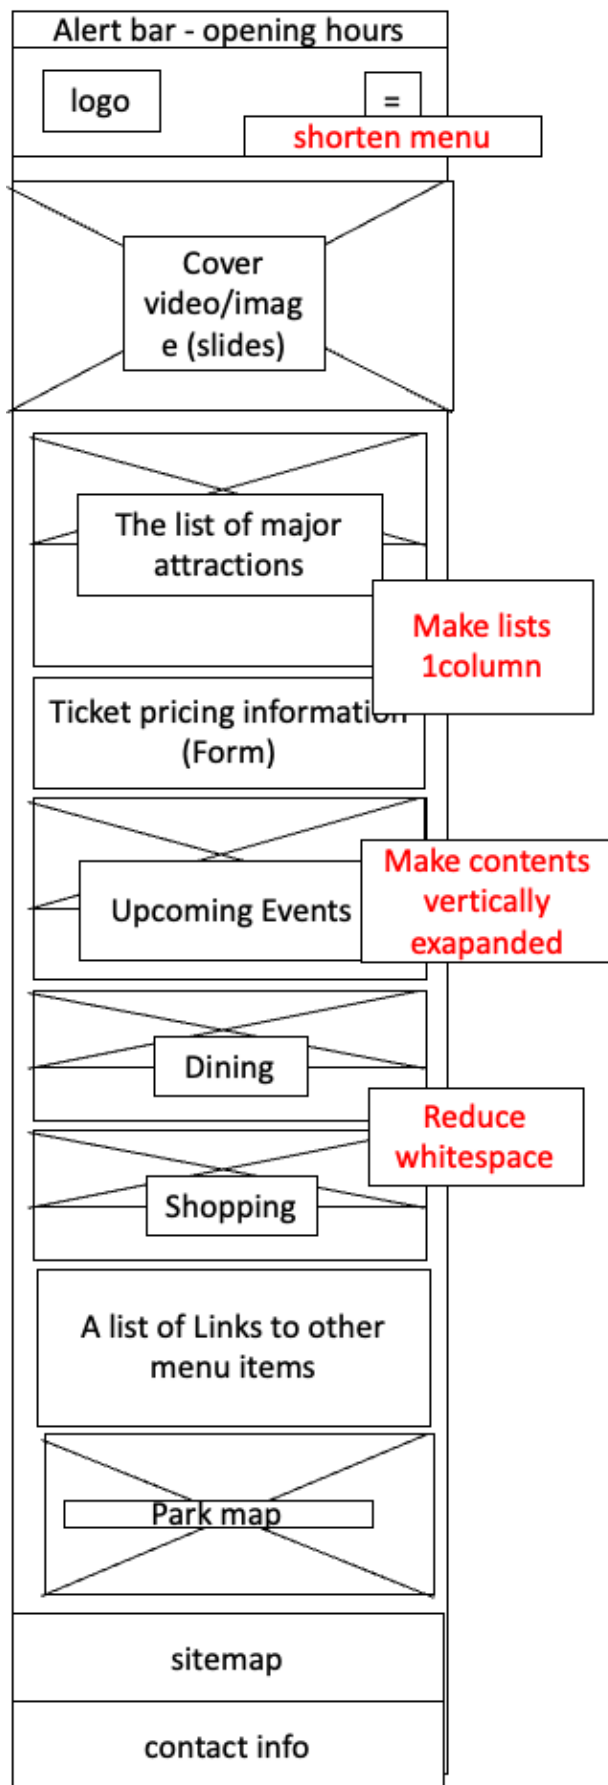 Alert bar - opening hours
logo
=
shorten menu
Cover
video/imag
e (slides)
The list of major
attractions
Make lists
1column
Ticket pricing information
(Form)
Upcoming Events
Make contents
vertically
exapanded
Dining
Reduce
whitespace
Shopping
A list of Links to other
menu items
Park map
sitemap
contact info